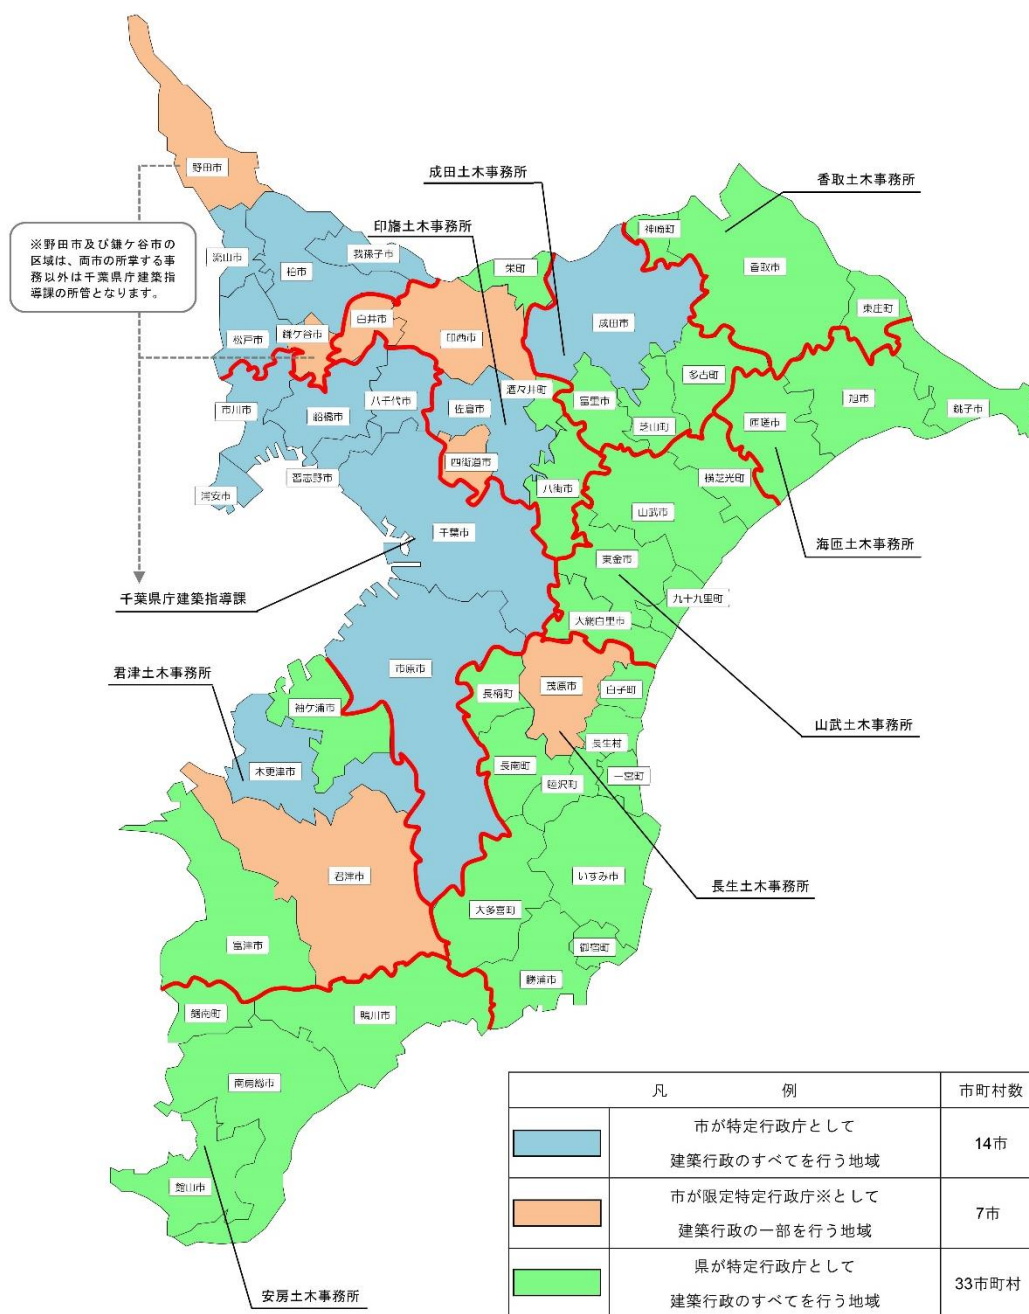 野田市
成田土木事務所
香取土木事務所
印旛土木事務所
※野田市及び鎌ケ谷市の
区域は、両市の所掌する事
務以外は千葉県庁建築指
導課の所管となります。
流山市
柏市
我孫子市
栄町
神崎町
香取市
東庄町
松戸市
鎌ケ谷市
白井市
印西市
成田市
市川市
船橋市
八千代市
佐倉市
酒々井町
富里市
多古町
芝山町
匝瑳市
旭市
銚子市
浦安市
習志野市
四街道市
八街市
横芝光町
山武市
千葉市
東金市
海匝土木事務所
九十九里町
大網白里市
千葉県庁建築指導課
君津土木事務所
市原市
長柄町
茂原市
白子町
袖ケ浦市
山武土木事務所
木更津市
長南町
長生村
睦沢町
一宮町
君津市
いすみ市
長生土木事務所
大多喜町
富津市
御宿町
勝浦市
鋸南町
鴨川市
南房総市
館山市
安房土木事務所
凡 例
市町村数
市が特定行政庁として
建築行政のすべてを行う地域
14市
市が限定特定行政庁※として
建築行政の一部を行う地域
7市
県が特定行政庁として
建築行政のすべてを行う地域
33市町村